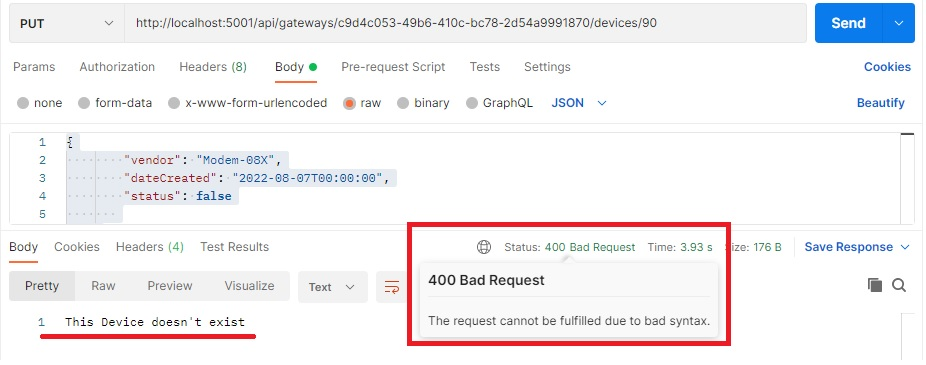 PUT http://localhost:5001/api/gateways/c9d4c053-49b6-410c-bc78-2d54a9991870/devices/90 Send
Params Authorization Headers (8) Body Pre-request Script Tests Settings Cookies
none form-data x-www-form-urlencoded raw binary GraphQL JSON Beautify
1 {
2 "vendor": "Modem-08X",
3 "dateCreated": "2022-08-07T00:00:00",
4 "status": false
5
Body Cookies Headers (4) Test Results Status: 400 Bad Request Time: 3.93 s Size: 176 B Save Response
400 Bad Request
Pretty Raw Preview Visualize Text
The request cannot be fulfilled due to bad syntax.
1 This Device doesn't exist